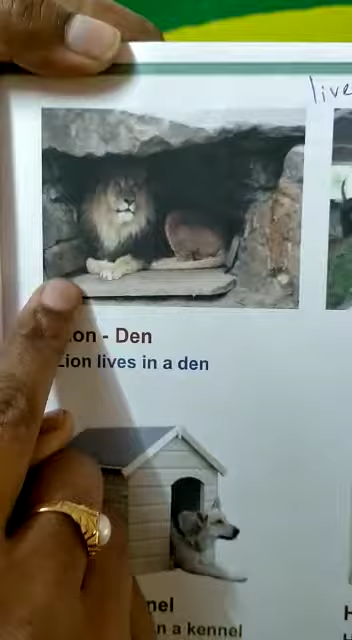 live
on - Den
Lion lives in a den
nel
n a kennel
H